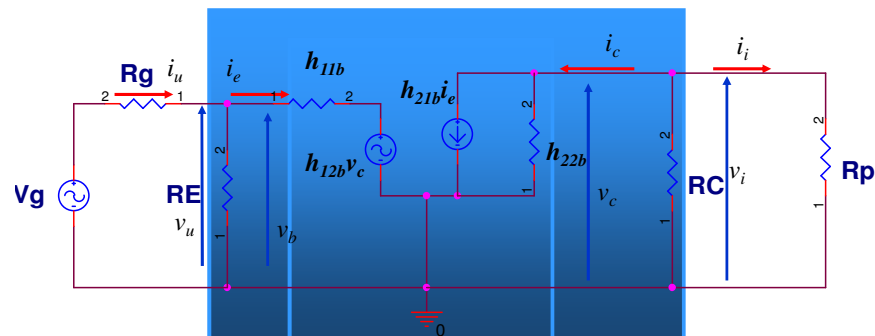 Rg
i_u
i_e
h_11b
i_c
i_i
2
1
1
2
h_21b i_e
2
2
2
2
h_12b v_c
h_22b
Vg
RE
v_u
v_b
v_c
RC
v_i
Rp
1
1
1
1
0